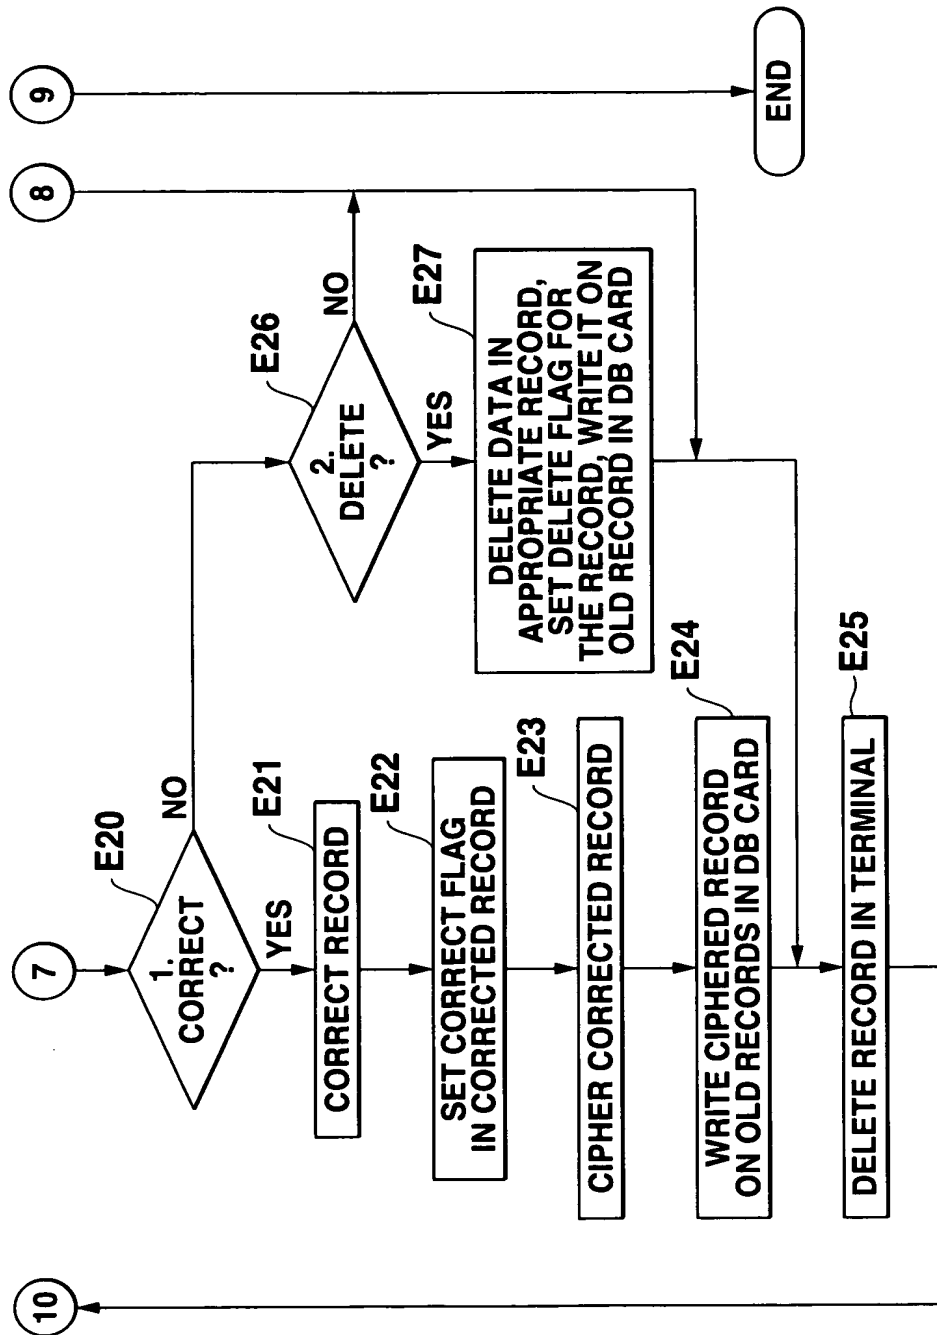 10
7
8
9
E20
1.
CORRECT
?
NO
YES
E21
CORRECT RECORD
E22
SET CORRECT FLAG
IN CORRECTED RECORD
E23
CIPHER CORRECTED RECORD
E24
WRITE CIPHERED RECORD
ON OLD RECORDS IN DB CARD
E25
DELETE RECORD IN TERMINAL
E26
2.
DELETE
?
NO
YES
E27
DELETE DATA IN
APPROPRIATE RECORD,
SET DELETE FLAG FOR
THE RECORD, WRITE IT ON
OLD RECORD IN DB CARD
END